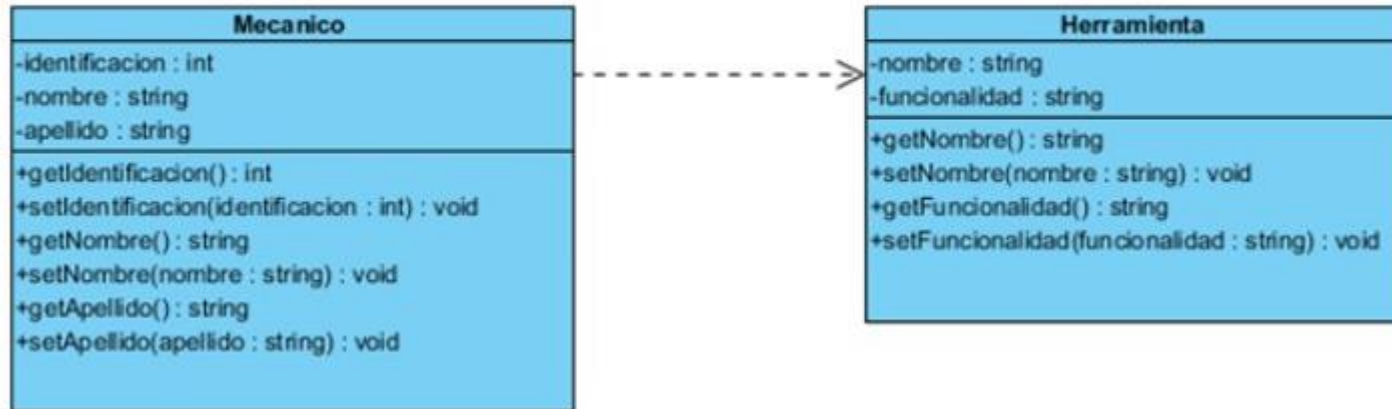 Mecanico
-identificacion : int
-nombre : string
-apellido : string
+getIdentificacion() : int
+setIdentificacion(identificacion : int) : void
+getNombre() : string
+setNombre(nombre : string) : void
+getApellido() : string
+setApellido(apellido : string) : void
Herramienta
-nombre : string
-funcionalidad : string
+getNombre() : string
+setNombre(nombre : string) : void
+getFuncionalidad() : string
+setFuncionalidad(funcionalidad : string) : void